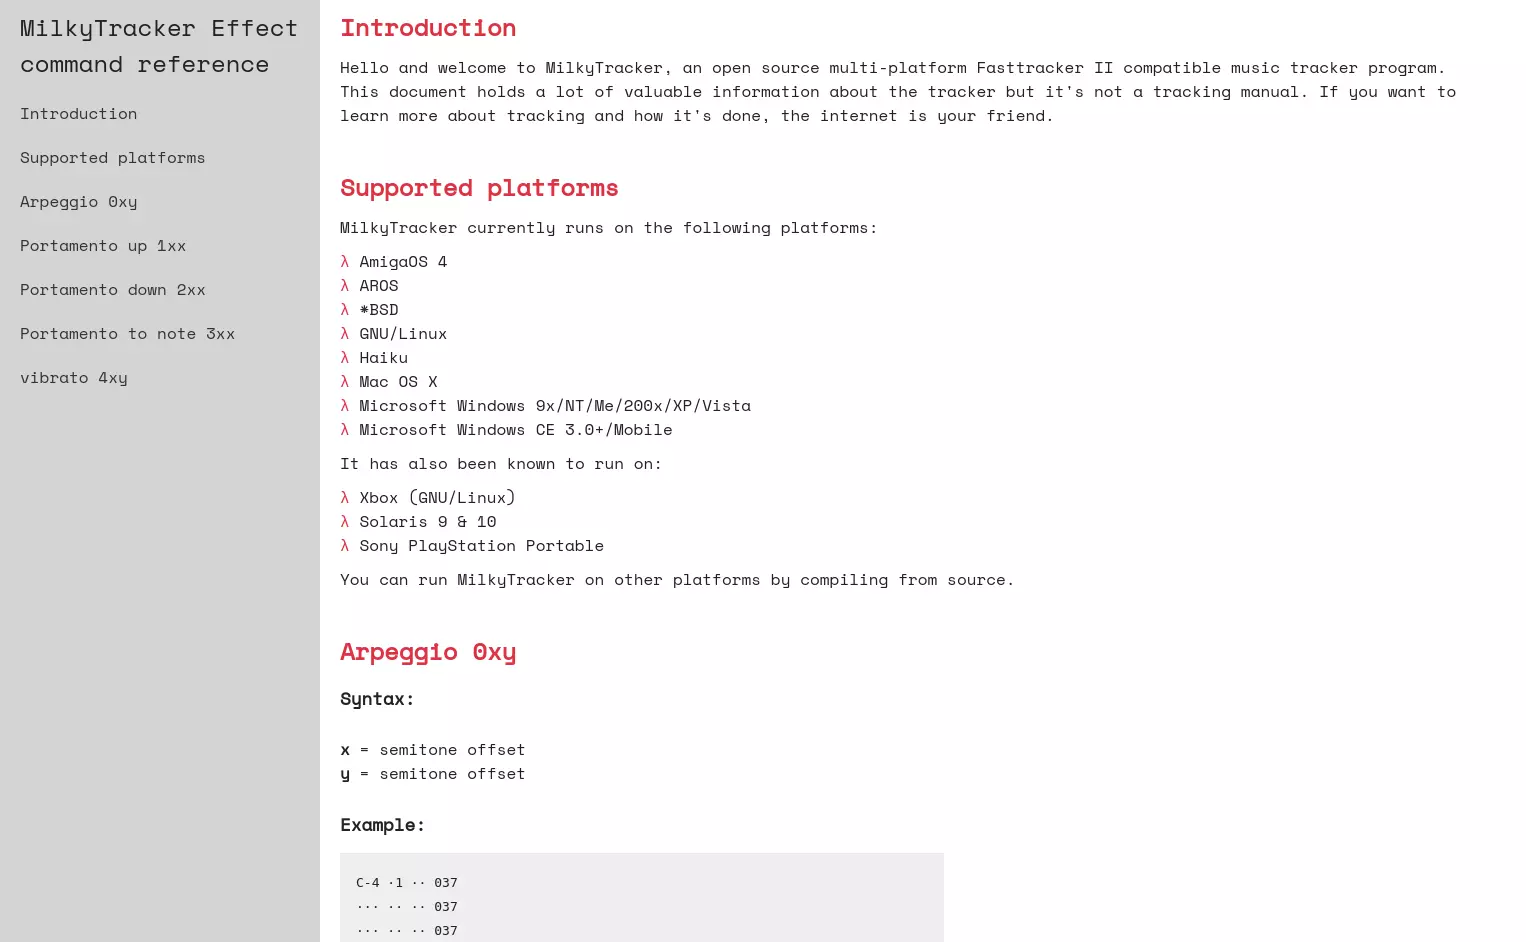 MilkyTracker Effect
command reference
Introduction
Supported platforms
Arpeggio 0xy
Portamento up 1xx
Portamento down 2xx
Portamento to note 3xx
vibrato 4xy
Introduction
Hello and welcome to MilkyTracker, an open source multi-platform Fasttracker II compatible music tracker program.
This document holds a lot of valuable information about the tracker but it's not a tracking manual. If you want to
learn more about tracking and how it's done, the internet is your friend.
Supported platforms
MilkyTracker currently runs on the following platforms:
λ AmigaOS 4
λ AROS
λ *BSD
λ GNU/Linux
λ Haiku
λ Mac OS X
λ Microsoft Windows 9x/NT/Me/200x/XP/Vista
λ Microsoft Windows CE 3.0+/Mobile
It has also been known to run on:
λ Xbox (GNU/Linux)
λ Solaris 9 & 10
λ Sony PlayStation Portable
You can run MilkyTracker on other platforms by compiling from source.
Arpeggio 0xy
Syntax:
x = semitone offset
y = semitone offset
Example:
C-4 ·1 ·· 037
··· ·· ·· 037
··· ·· ·· 037